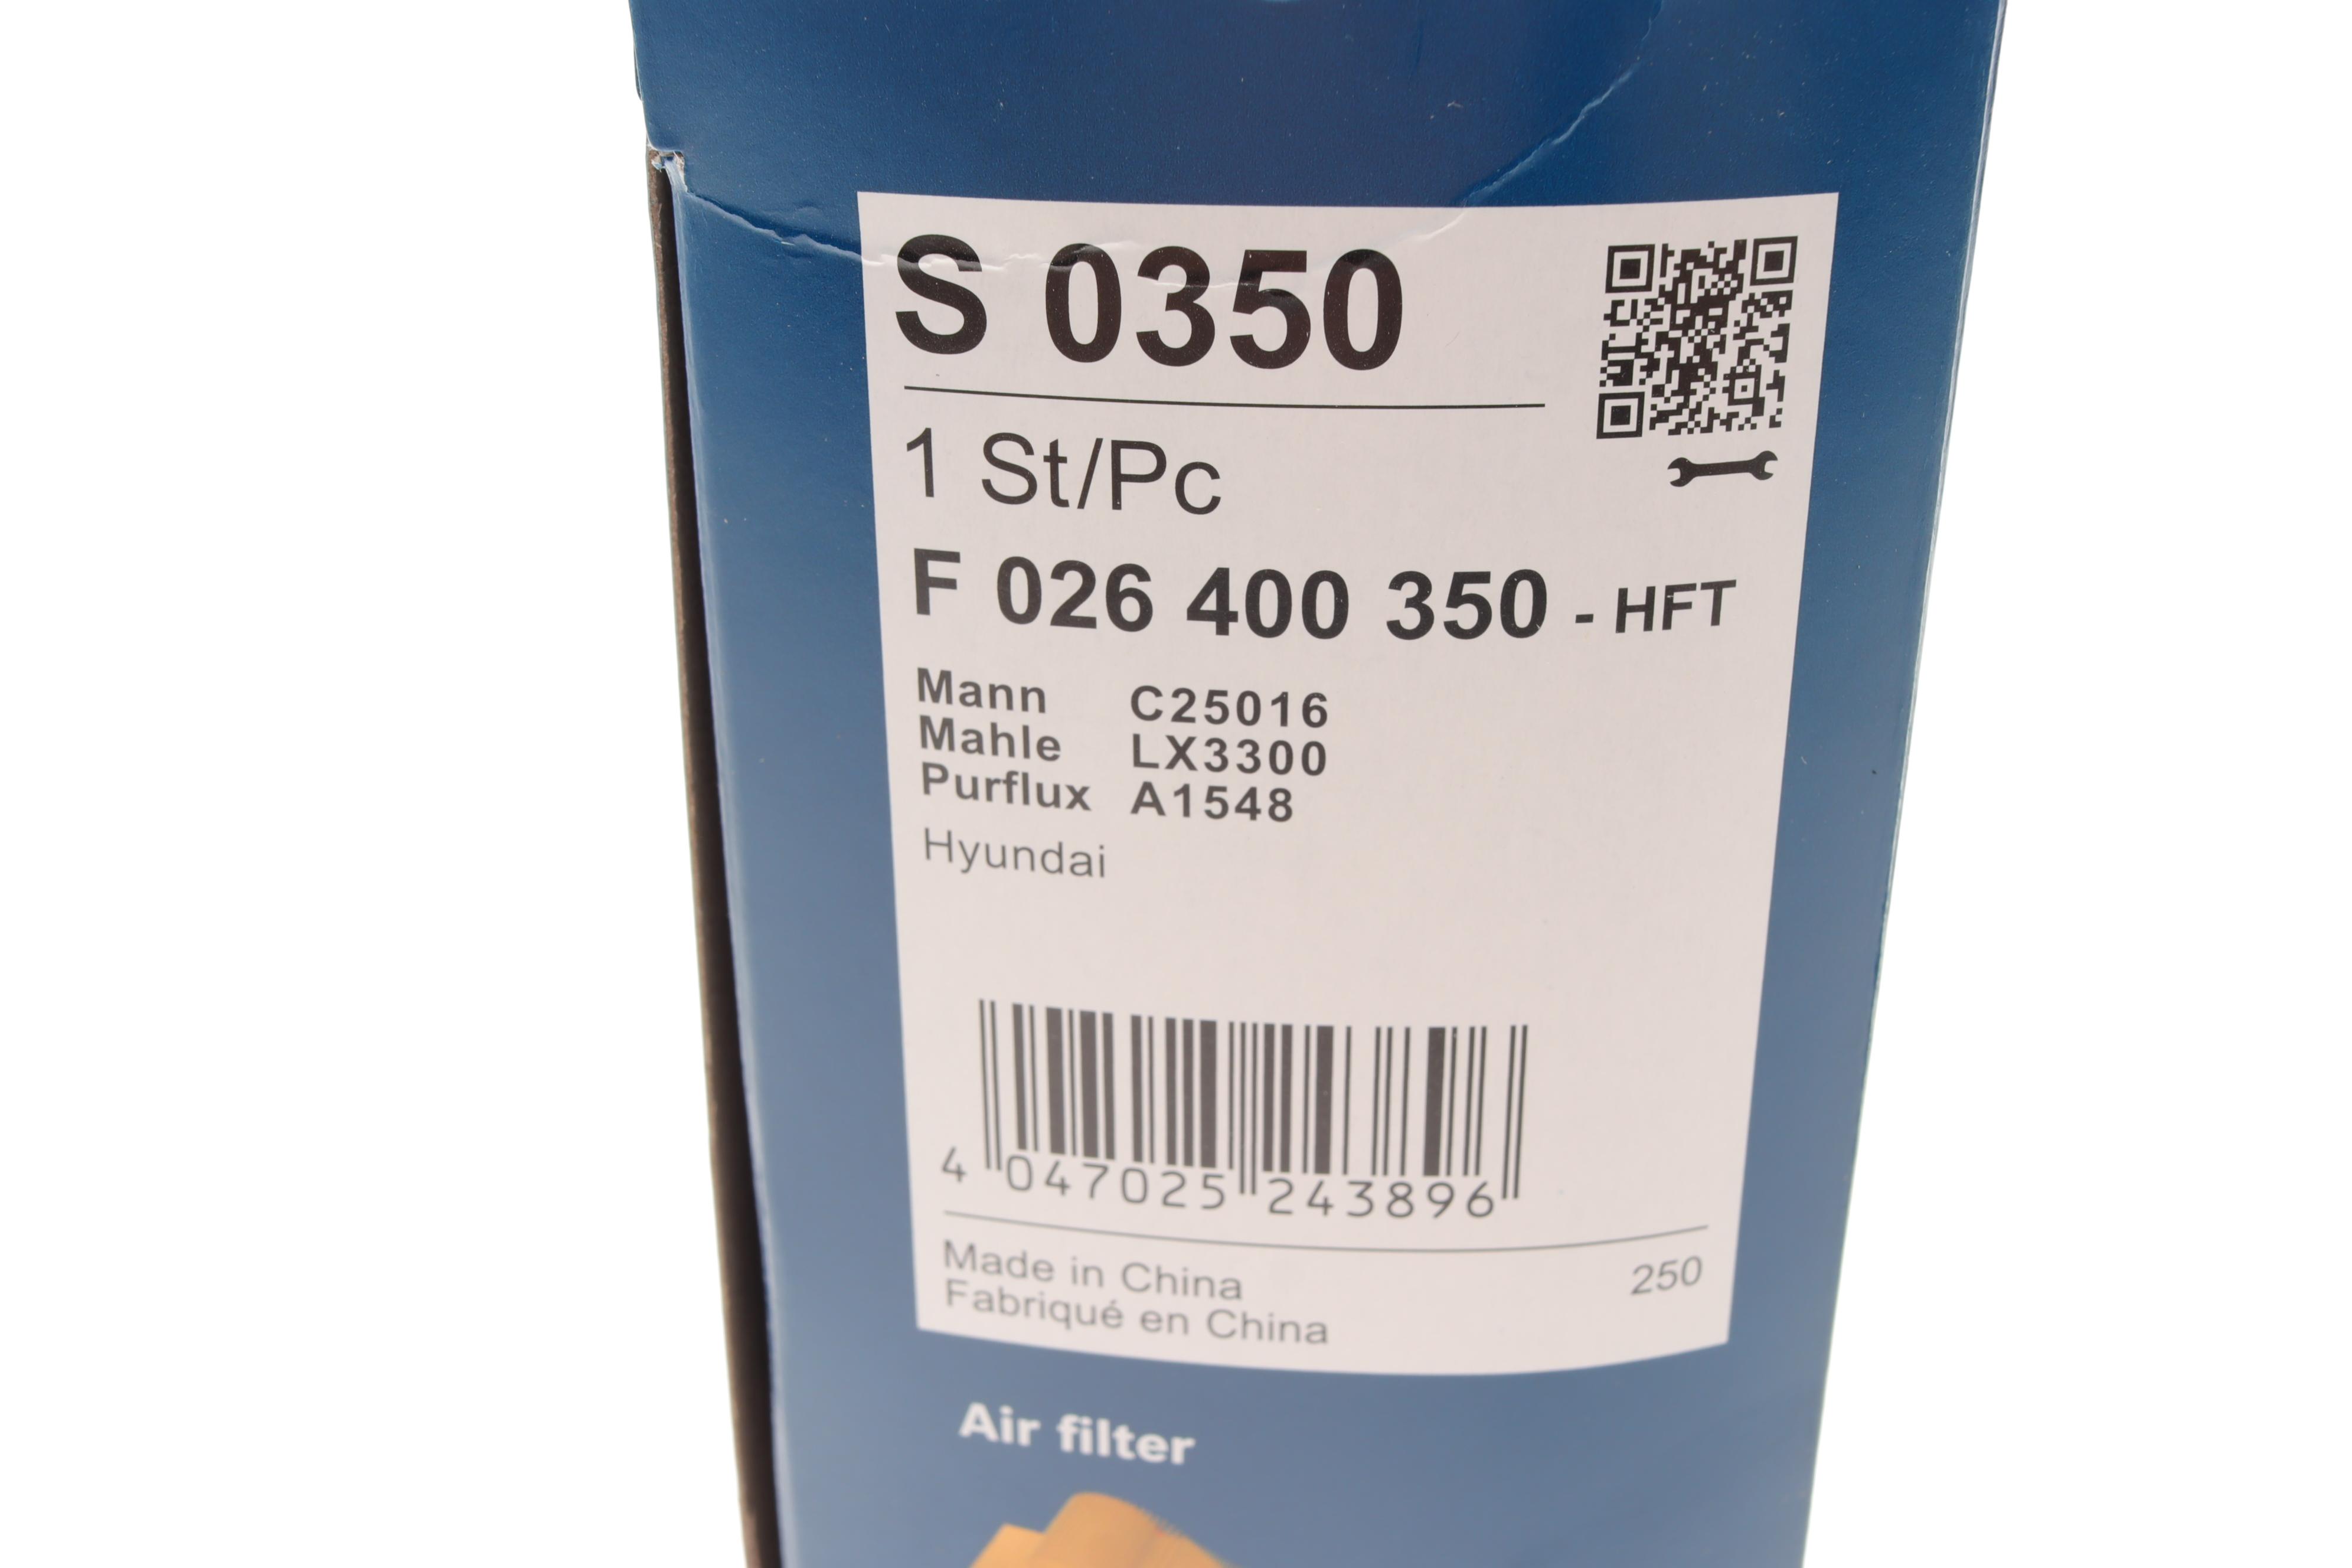 S 0350
1 St/Pc
F 026 400 350 - HFT
Mann C25016
Mahle LX3300
Purflux A1548
Hyundai
4 047025 243896
Made in China
Fabriqué en China
250
Air filter